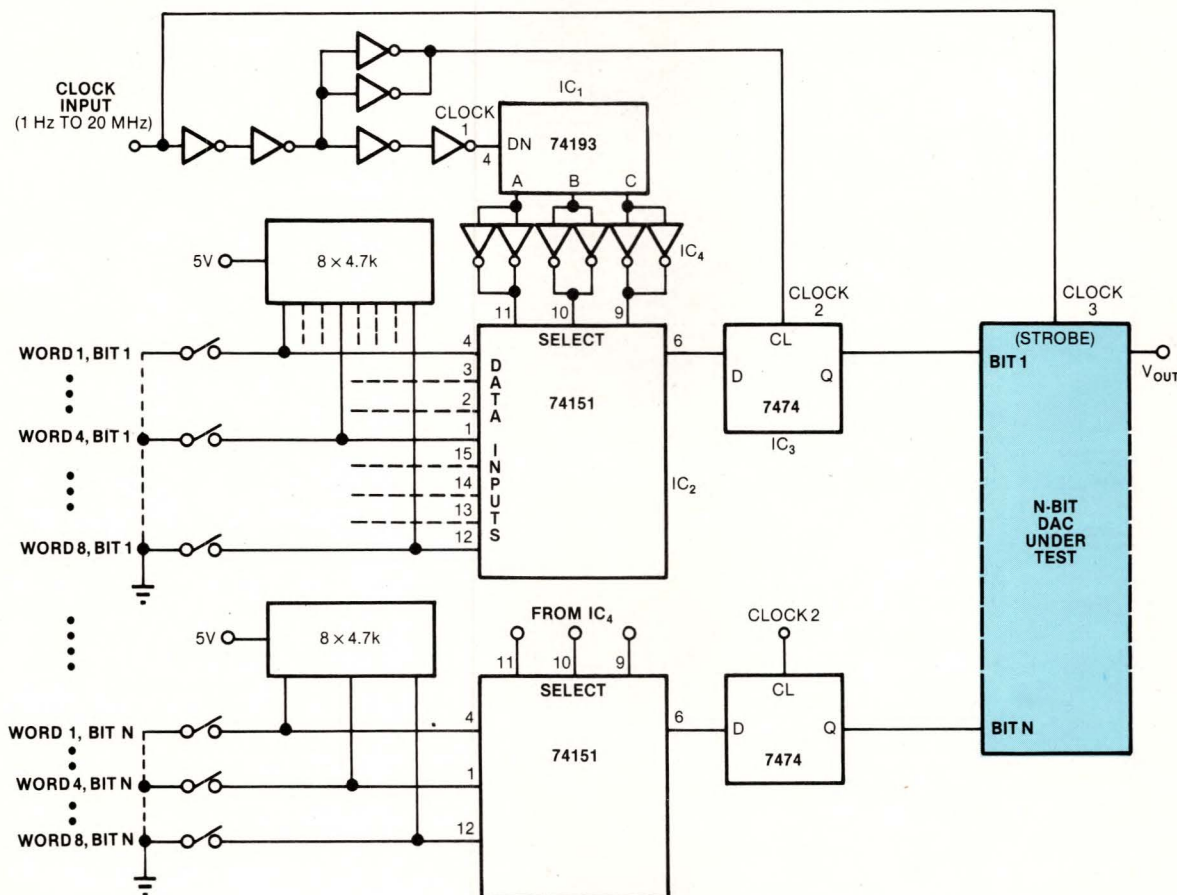 CLOCK
INPUT
(1 Hz TO 20 MHz)
CLOCK
1
4
IC1
DN
74193
A
B
C
IC4
5V
8 × 4.7k
11
10
9
CLOCK
2
CLOCK
3
WORD 1, BIT 1
WORD 4, BIT 1
WORD 8, BIT 1
4
3
2
1
15
14
13
12
DATA INPUTS
SELECT
74151
IC2
6
CL
D
Q
7474
IC3
(STROBE)
BIT 1
VOUT
N-BIT
DAC
UNDER
TEST
BIT N
5V
8 × 4.7k
FROM IC4
11
10
9
CLOCK 2
WORD 1, BIT N
WORD 4, BIT N
WORD 8, BIT N
4
1
12
SELECT
74151
6
CL
D
Q
7474